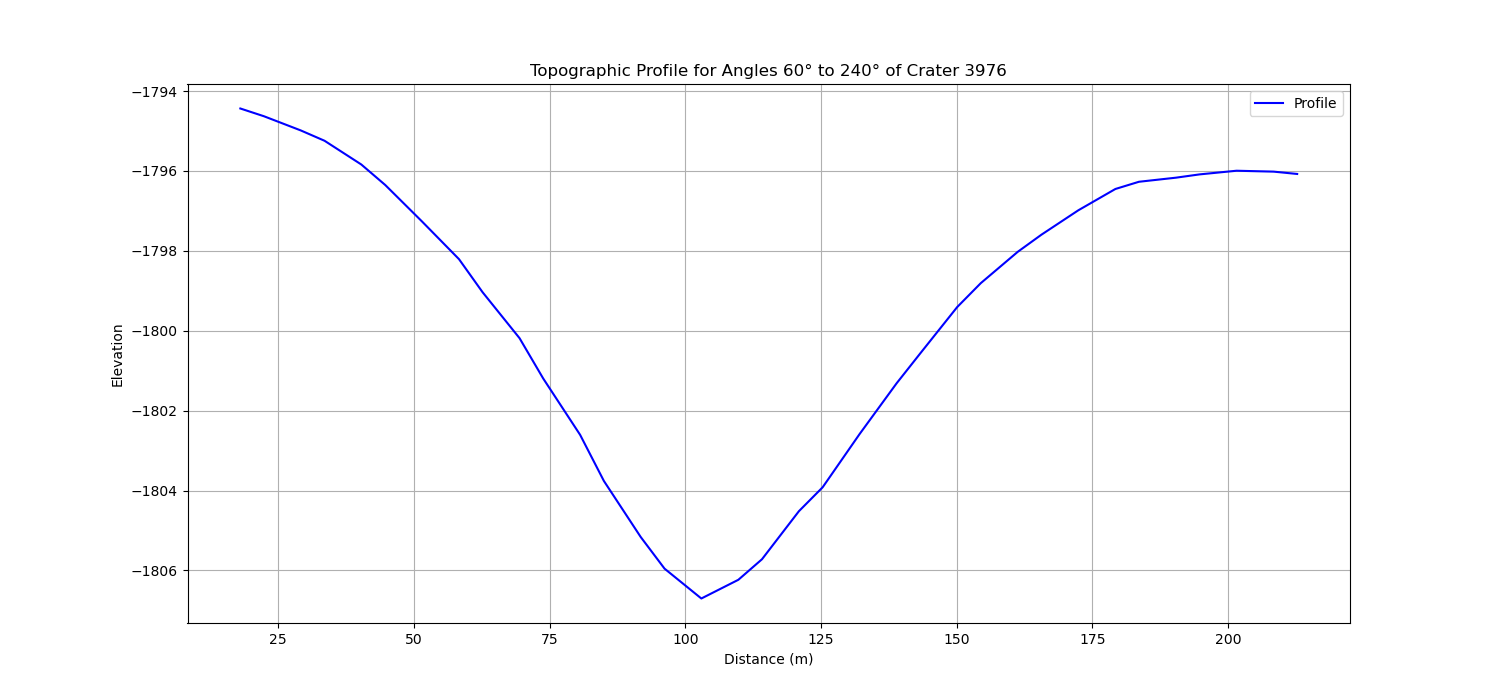 Topographic Profile for Angles 60° to 240° of Crater 3976
Profile
−1794
−1796
−1798
−1800
−1802
−1804
−1806
Elevation
25 50 75 100 125 150 175 200
Distance (m)